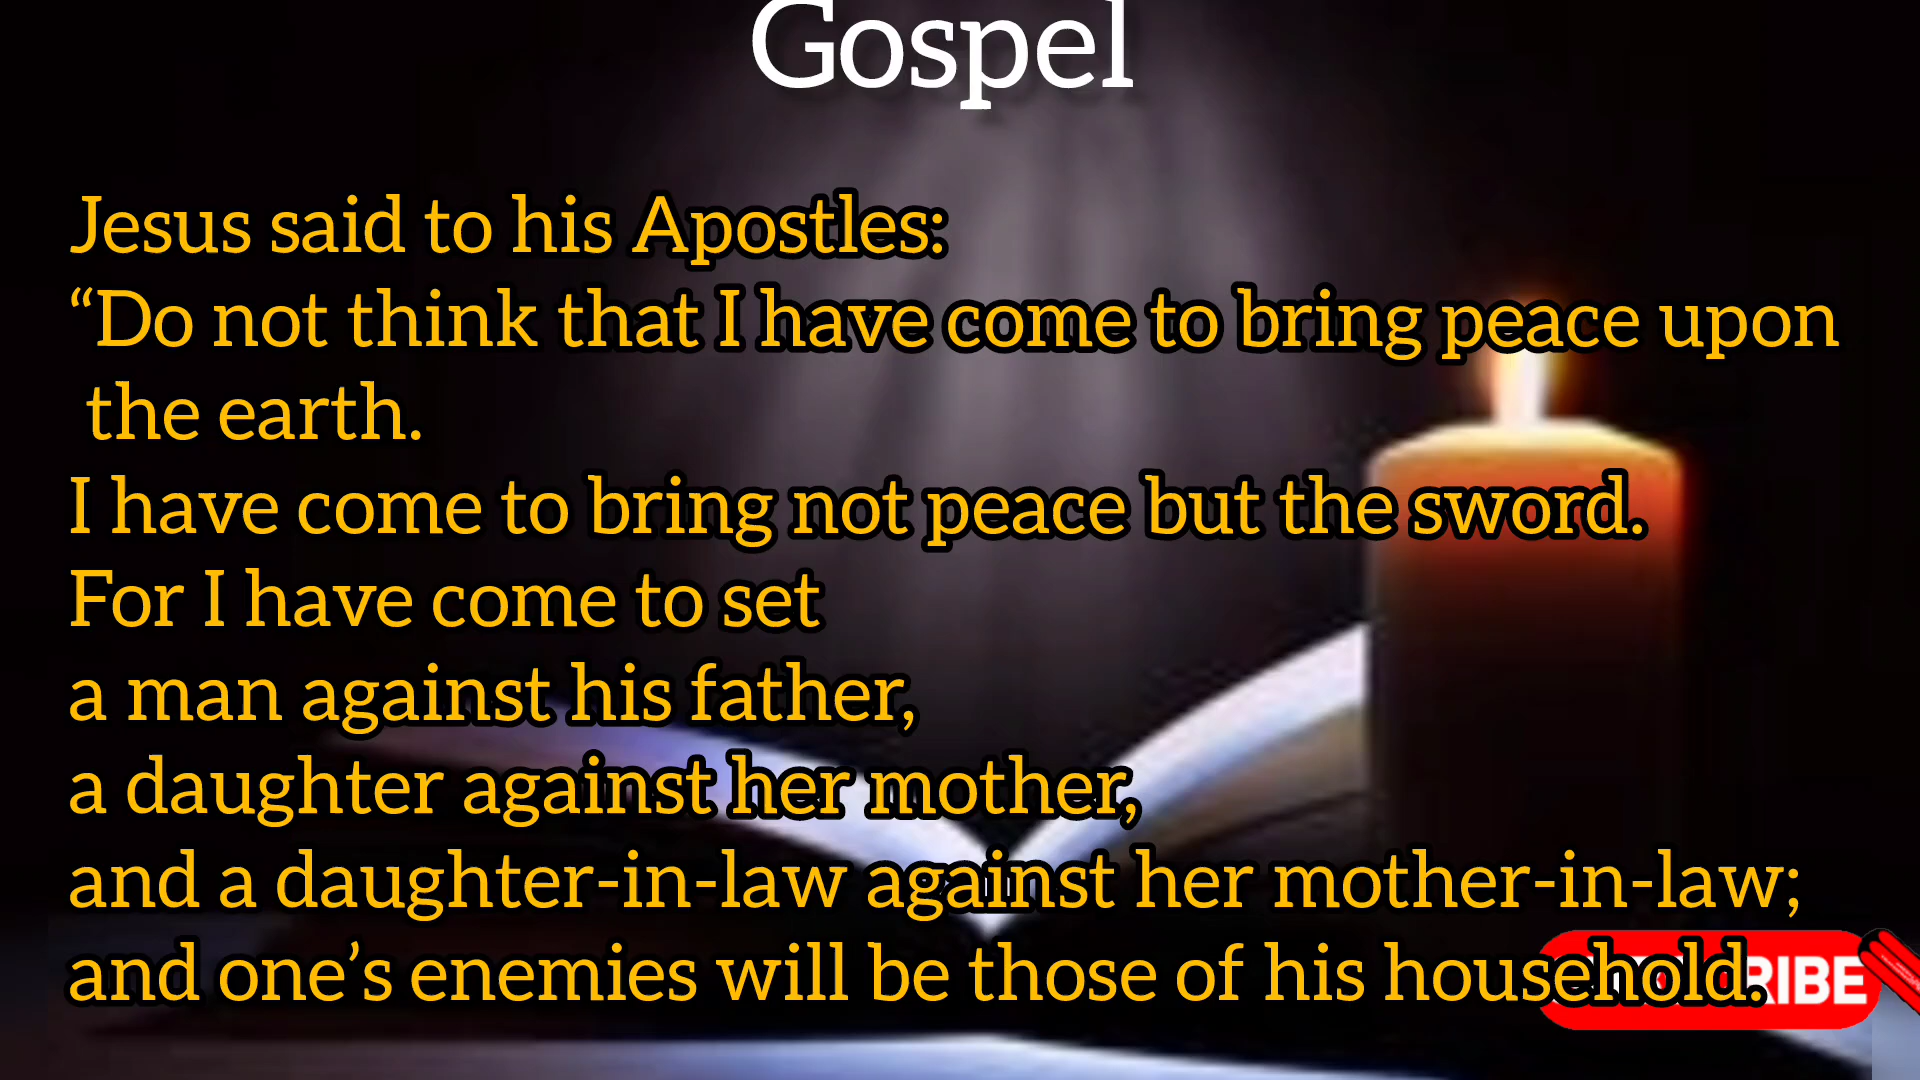 Gospel
Jesus said to his Apostles:
“Do not think that I have come to bring peace upon
the earth.
I have come to bring not peace but the sword.
For I have come to set
a man against his father,
a daughter against her mother,
and a daughter-in-law against her mother-in-law;
and one’s enemies will be those of his household.